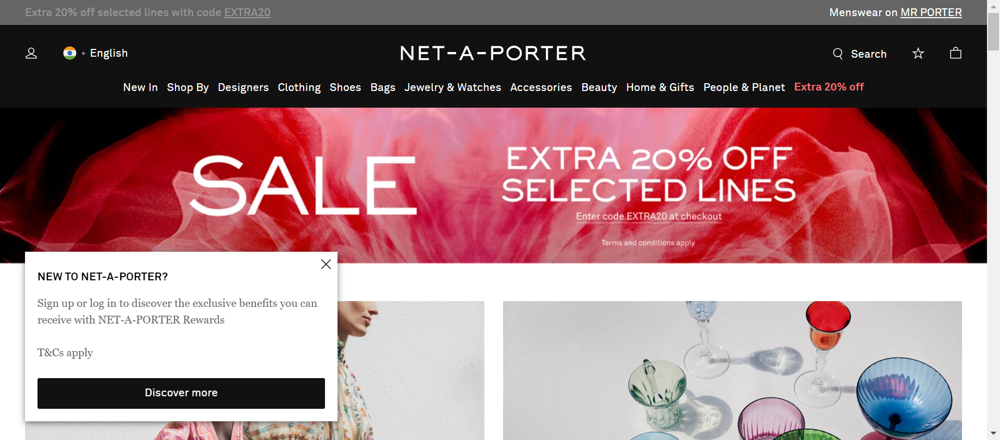 Extra 20% off selected lines with code EXTRA20
Menswear on MR PORTER
English
NET-A-PORTER
Search
New In Shop By Designers Clothing Shoes Bags Jewelry & Watches Accessories Beauty Home & Gifts People & Planet Extra 20% off
SALE
EXTRA 20% OFF
SELECTED LINES
Enter code EXTRA20 at checkout
Terms and conditions apply
NEW TO NET-A-PORTER?
Sign up or log in to discover the exclusive benefits you can
receive with NET-A-PORTER Rewards
T&Cs apply
Discover more